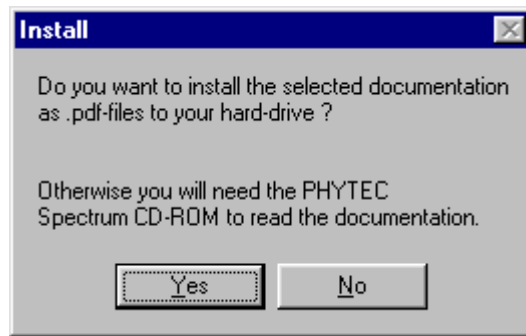 Install
Do you want to install the selected documentation
as .pdf-files to your hard-drive ?
Otherwise you will need the PHYTEC
Spectrum CD-ROM to read the documentation.
Yes No